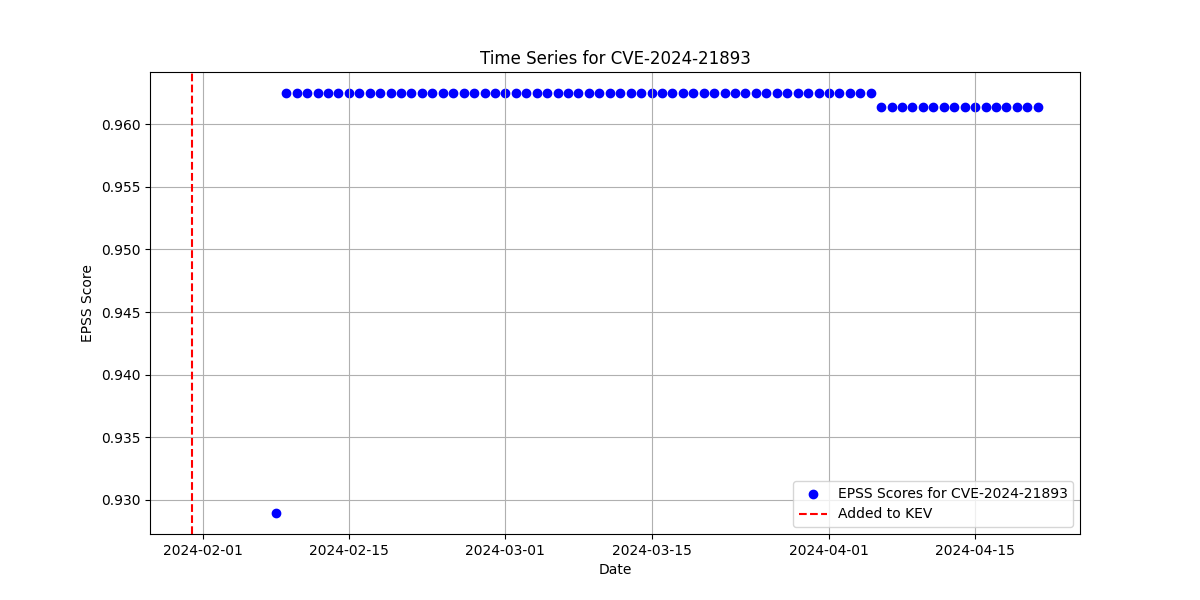 Time Series for CVE-2024-21893
EPSS Score
0.960
0.955
0.950
0.945
0.940
0.935
0.930
EPSS Scores for CVE-2024-21893
Added to KEV
2024-02-01
2024-02-15
2024-03-01
2024-03-15
2024-04-01
2024-04-15
Date